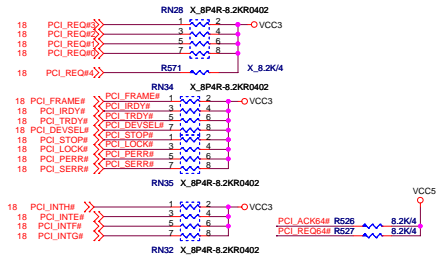 RN28 X_8P4R-8.2KR0402
18 PCI_REQ#3 1 2 VCC3
18 PCI_REQ#2 3 4
18 PCI_REQ#1 5 6
18 PCI_REQ#0 7 8
18 PCI_REQ#4 R571 X_8.2K/4
RN34 X_8P4R-8.2KR0402
18 PCI_FRAME# PCI_FRAME# 1 2 VCC3
18 PCI_IRDY# PCI_IRDY# 3 4
18 PCI_TRDY# PCI_TRDY# 5 6
18 PCI_DEVSEL# PCI_DEVSEL# 7 8
18 PCI_STOP# PCI_STOP# 1 2
18 PCI_LOCK# PCI_LOCK# 3 4
18 PCI_PERR# PCI_PERR# 5 6
18 PCI_SERR# PCI_SERR# 7 8
RN35 X_8P4R-8.2KR0402
VCC5
18 PCI_INTH# 1 2 VCC3
18 PCI_INTE# 3 4
18 PCI_INTF# 5 6
18 PCI_INTG# 7 8
PCI_ACK64# R526 8.2K/4
PCI_REQ64# R527 8.2K/4
RN32 X_8P4R-8.2KR0402